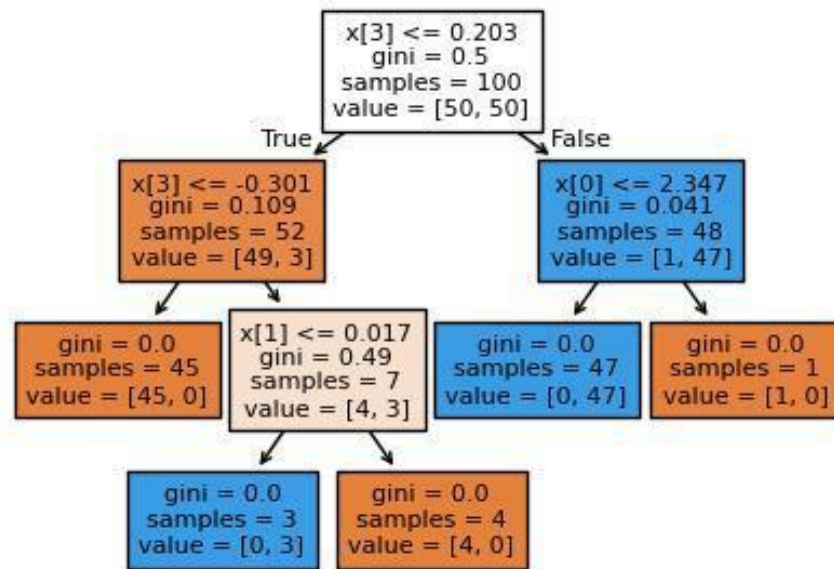 x[3] <= 0.203
gini = 0.5
samples = 100
value = [50, 50]
True
False
x[3] <= -0.301
gini = 0.109
samples = 52
value = [49, 3]
x[0] <= 2.347
gini = 0.041
samples = 48
value = [1, 47]
gini = 0.0
samples = 45
value = [45, 0]
x[1] <= 0.017
gini = 0.49
samples = 7
value = [4, 3]
gini = 0.0
samples = 47
value = [0, 47]
gini = 0.0
samples = 1
value = [1, 0]
gini = 0.0
samples = 3
value = [0, 3]
gini = 0.0
samples = 4
value = [4, 0]